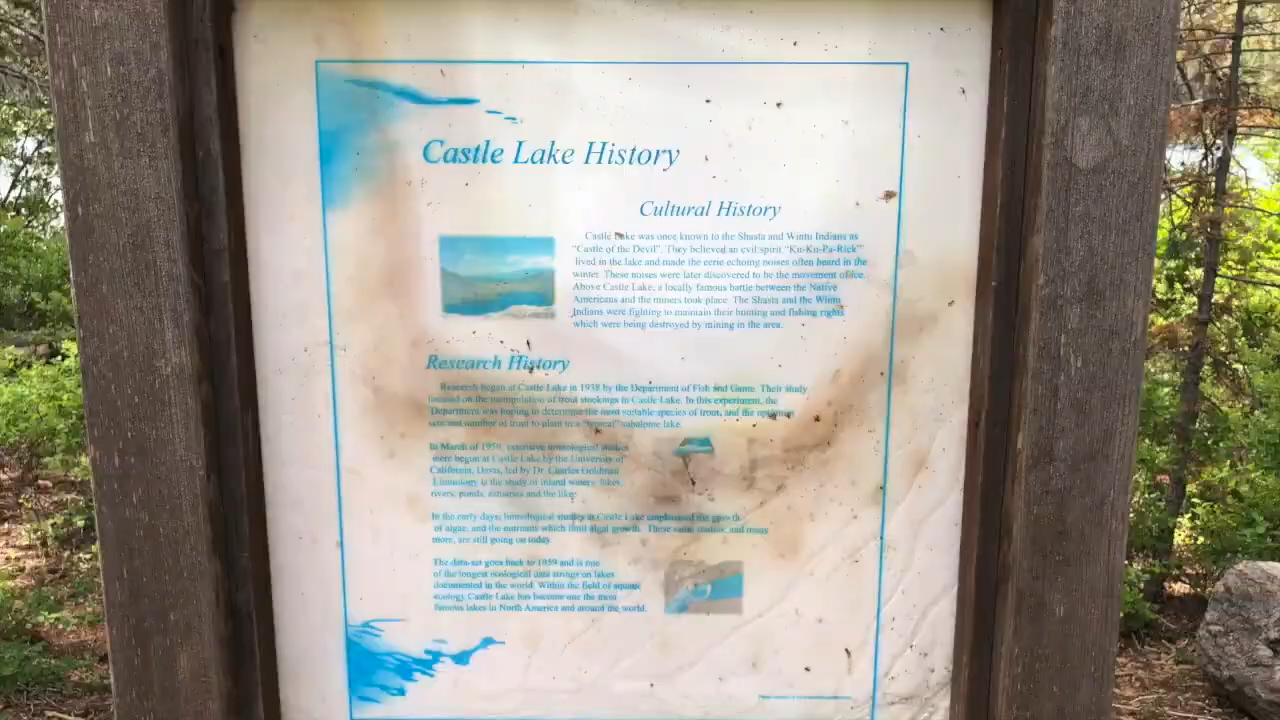 Castle Lake History
Cultural History
Castle Lake was once known to the Shasta and Wintu Indians as
"Castle of the Devil". They believed an evil spirit "Ku-Ku-Pa-Rick"
lived in the lake and made the eerie echoing noises often heard in the
winter. These noises were later discovered to be the movement of ice.
Above Castle Lake, a locally famous battle between the Native
Americans and the miners took place. The Shasta and the Wintu
Indians were fighting to maintain their hunting and fishing rights
which were being destroyed by mining in the area.
Research History
Research began at Castle Lake in 1938 by the Department of Fish and Game. Their study
focused on the manipulation of trout stockings in Castle Lake. In this experiment, the
Department was hoping to determine the most suitable species of trout, and the optimum
size and number of trout to plant in a "typical" subalpine lake.
In March of 1959, extensive limnological studies
were begun at Castle Lake by the University of
California, Davis, led by Dr. Charles Goldman
Limnology is the study of inland waters: lakes,
rivers, ponds, estuaries and the like.
In the early days, limnological studies at Castle Lake emphasized the growth
of algae, and the nutrients which limit algal growth. These same studies, and many
more, are still going on today.
The data-set goes back to 1959 and is one
of the longest ecological data strings on lakes
documented in the world. Within the field of aquatic
ecology, Castle Lake has become one the most
famous lakes in North America and around the world.